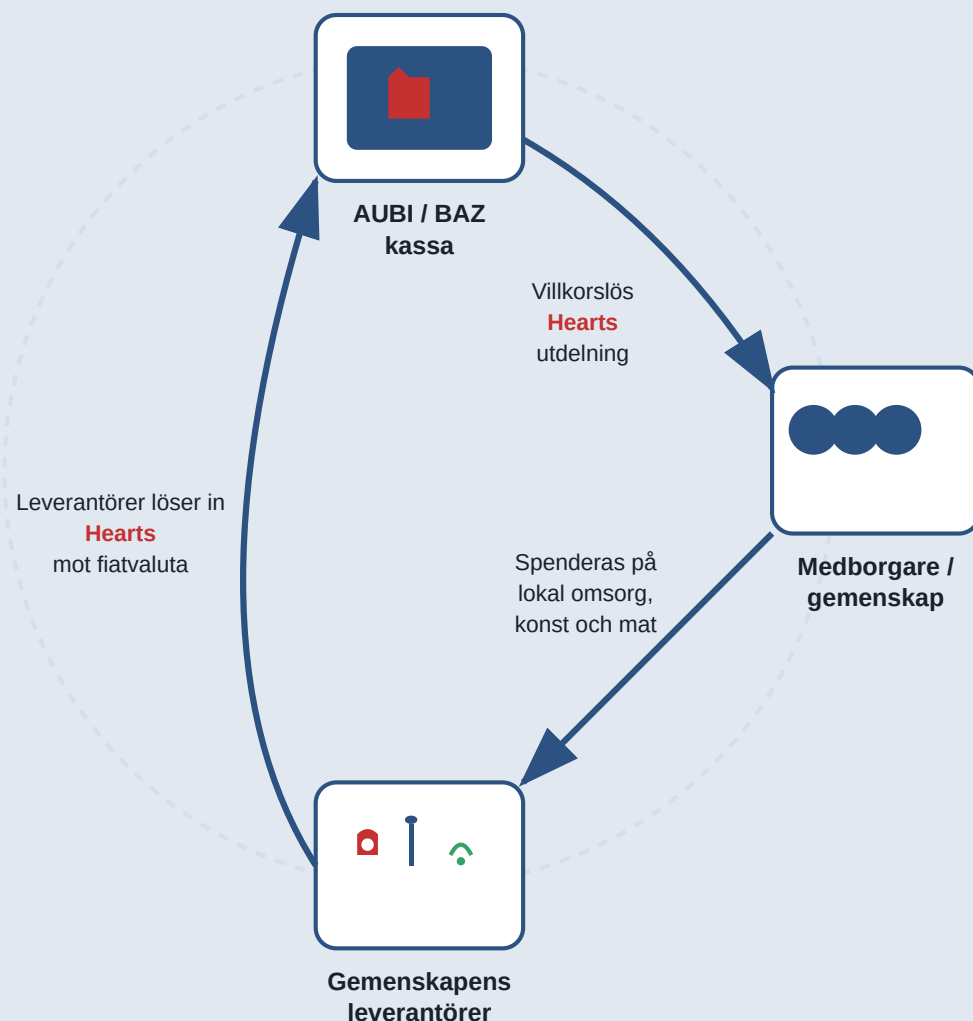 AUBI / BAZ
kassa
Villkorslös
Hearts
utdelning
Leverantörer löser in
Hearts
mot fiatvaluta
Spenderas på
lokal omsorg,
konst och mat
Medborgare /
gemenskap
Gemenskapens
leverantörer